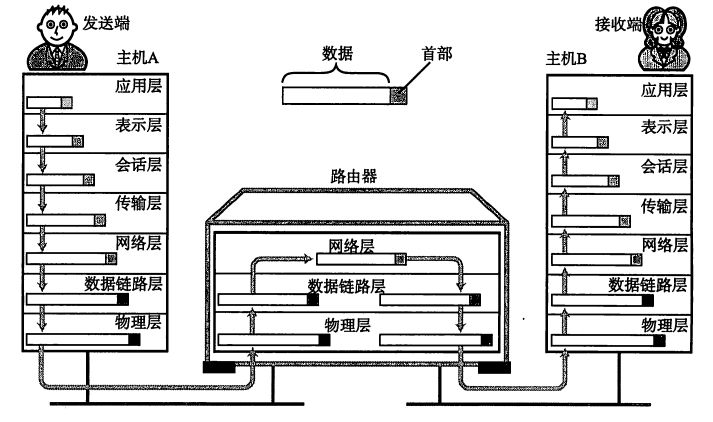 发送端
接收端
主机A
数据
首部
主机B
应用层
表示层
会话层
传输层
网络层
数据链路层
物理层
路由器
网络层
数据链路层
物理层
应用层
表示层
会话层
传输层
网络层
数据链路层
物理层